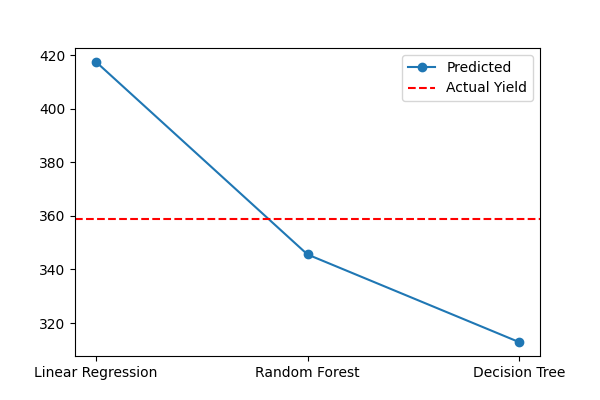 420
400
380
360
340
320
Predicted
Actual Yield
Linear Regression
Random Forest
Decision Tree